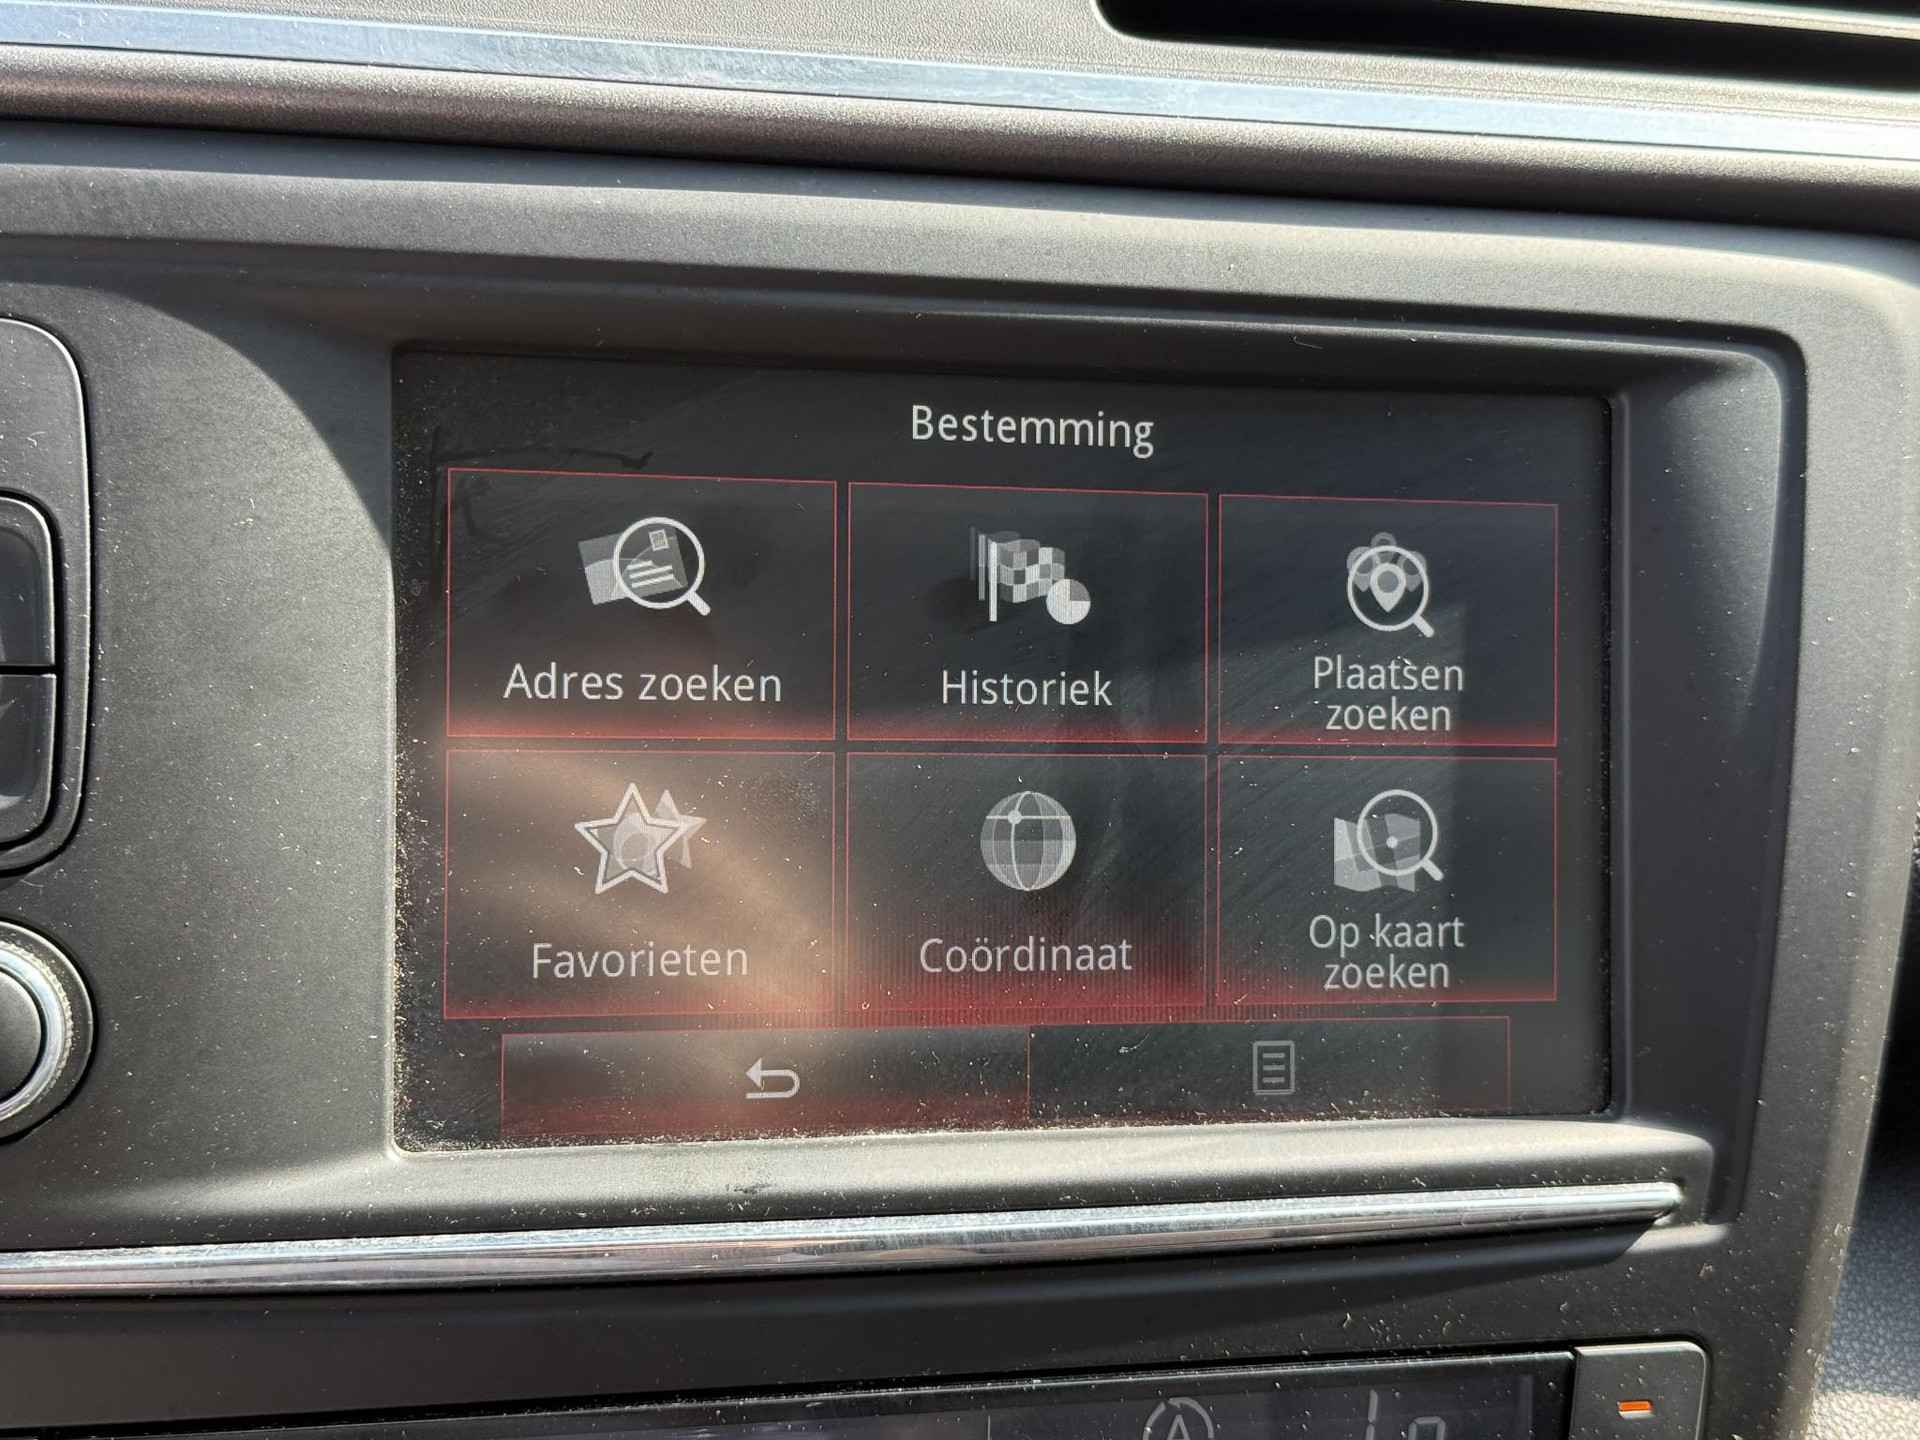 Bestemming
Adres zoeken
Historiek
Plaatsen
zoeken
Favorieten
Coördinaat
Op kaart
zoeken
A